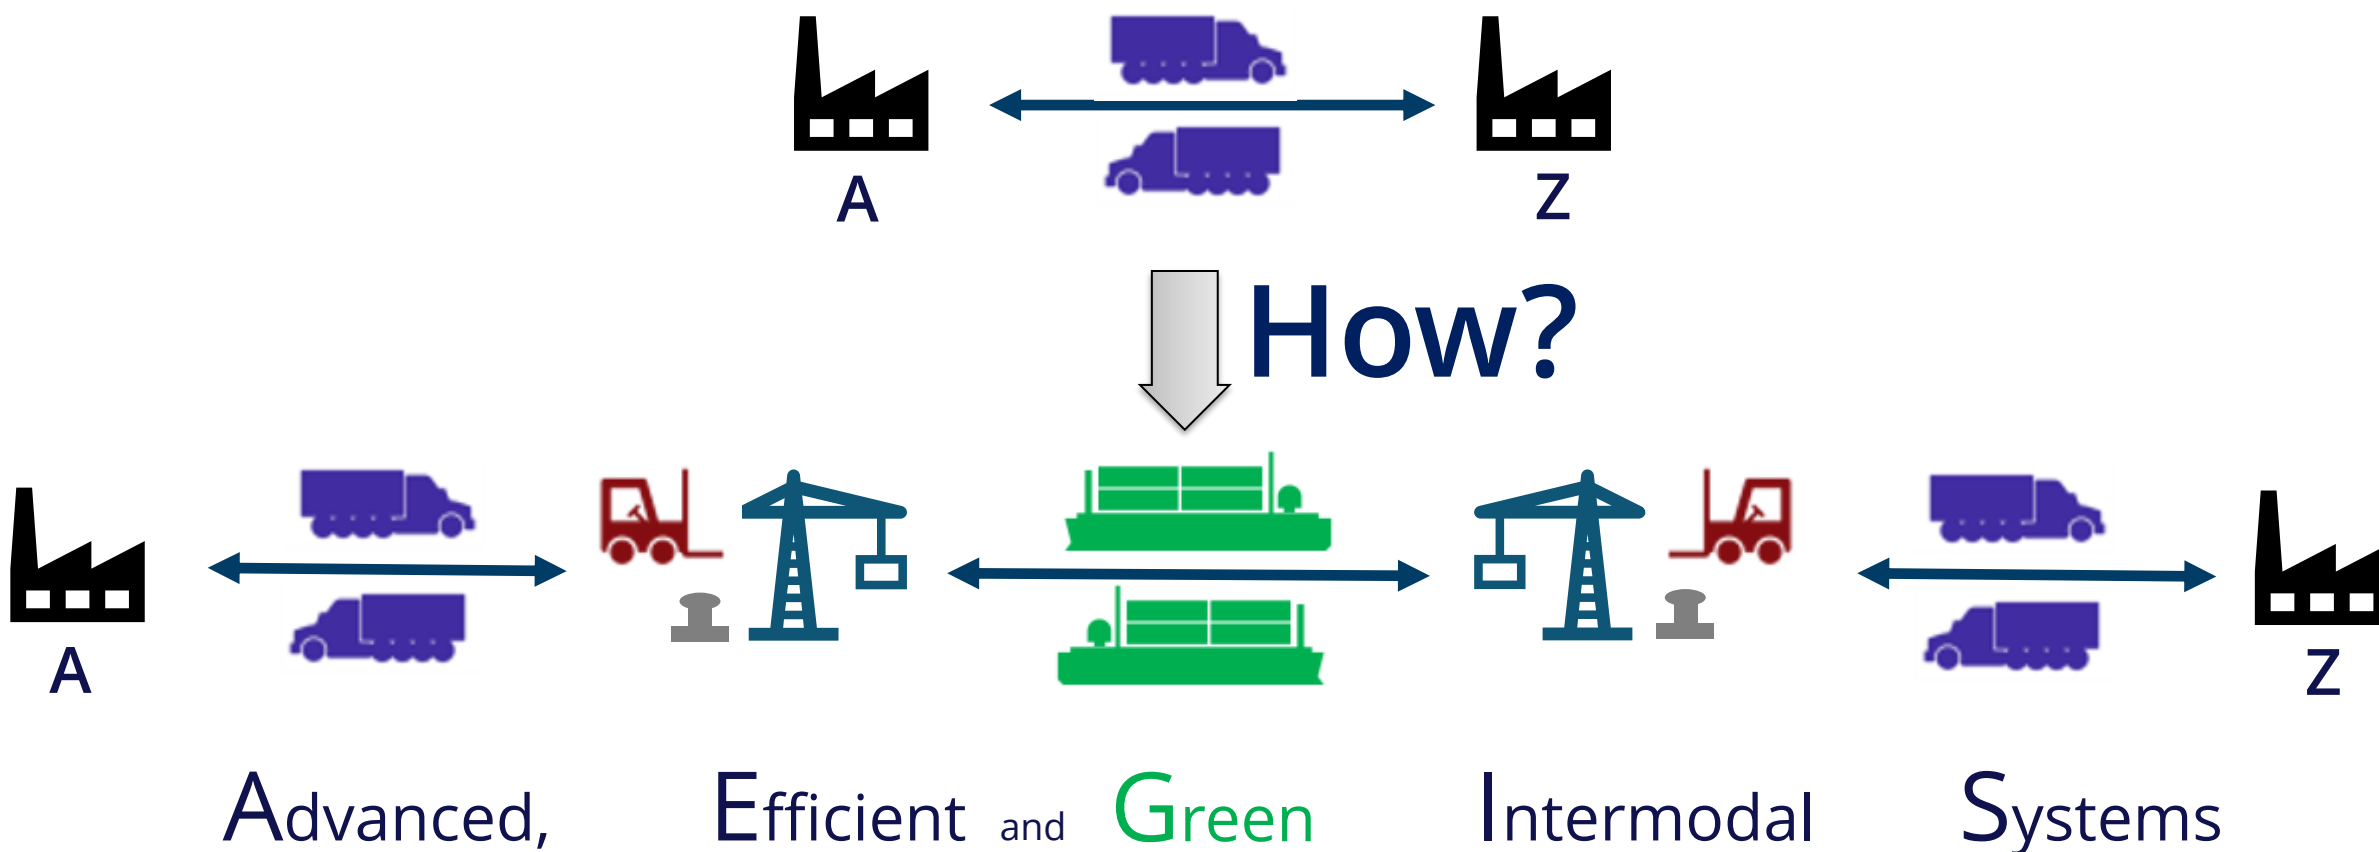 A
Z
How?
A
Z
Advanced, Efficient and Green Intermodal Systems